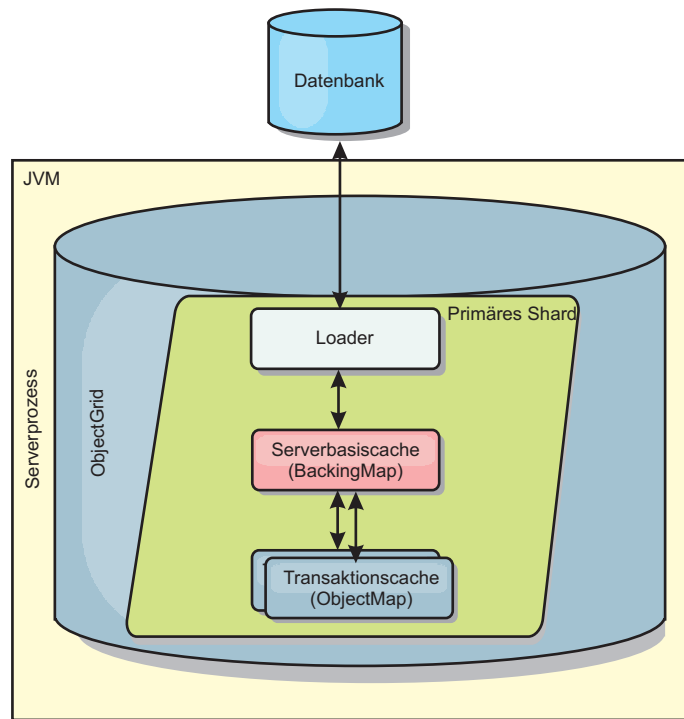 Datenbank
JVM
Primäres Shard
Loader
Serverprozess
ObjectGrid
Serverbasiscache
(BackingMap)
Transaktionscache
(ObjectMap)